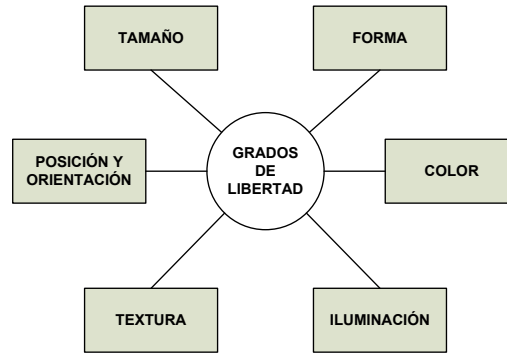 TAMAÑO
FORMA
POSICIÓN Y
ORIENTACIÓN
GRADOS
DE
LIBERTAD
COLOR
TEXTURA
ILUMINACIÓN